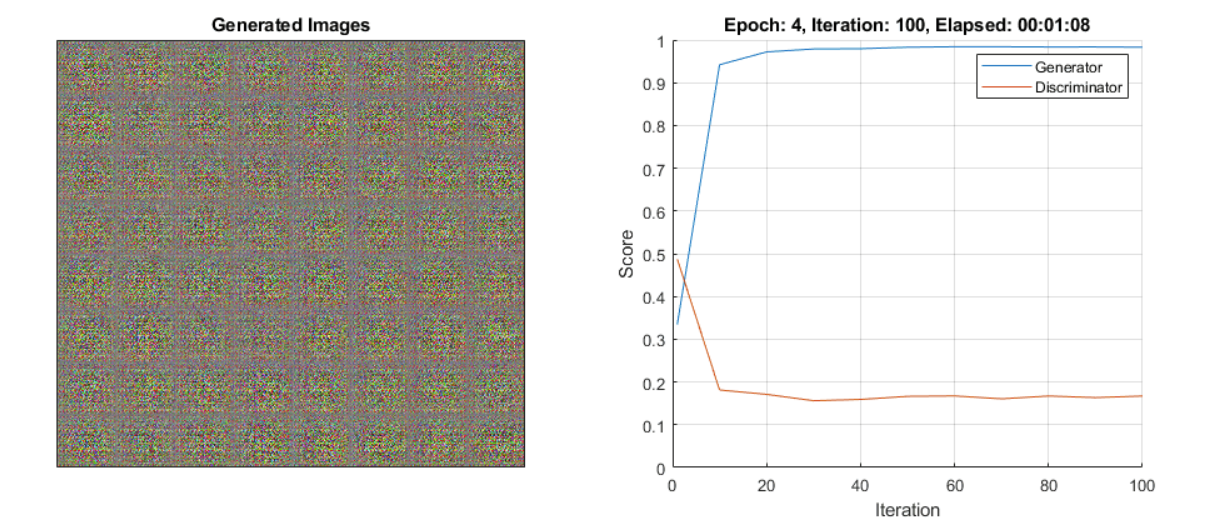 Generated Images
Epoch: 4, Iteration: 100, Elapsed: 00:01:08
Generator
Discriminator
Score
1
0.9
0.8
0.7
0.6
0.5
0.4
0.3
0.2
0.1
0
0 20 40 60 80 100
Iteration